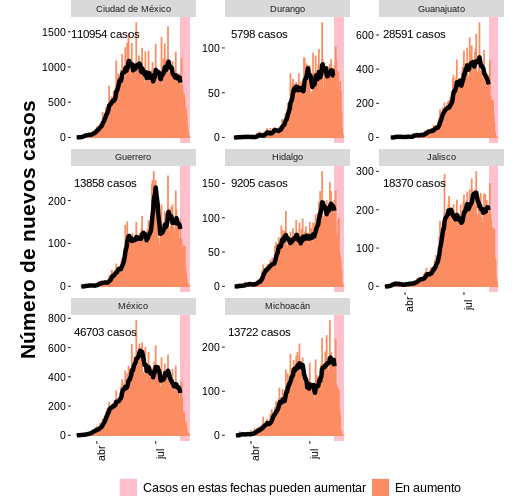 Ciudad de México
Durango
Guanajuato
110954 casos
5798 casos
28591 casos
1500
1000
500
0
100
50
0
600
400
200
0
Guerrero
Hidalgo
Jalisco
13858 casos
9205 casos
18370 casos
200
100
0
150
100
50
0
300
200
100
0
México
Michoacán
46703 casos
13722 casos
800
600
400
200
0
200
100
0
abr
jul
abr
jul
abr
jul
Número de nuevos casos
Casos en estas fechas pueden aumentar
En aumento